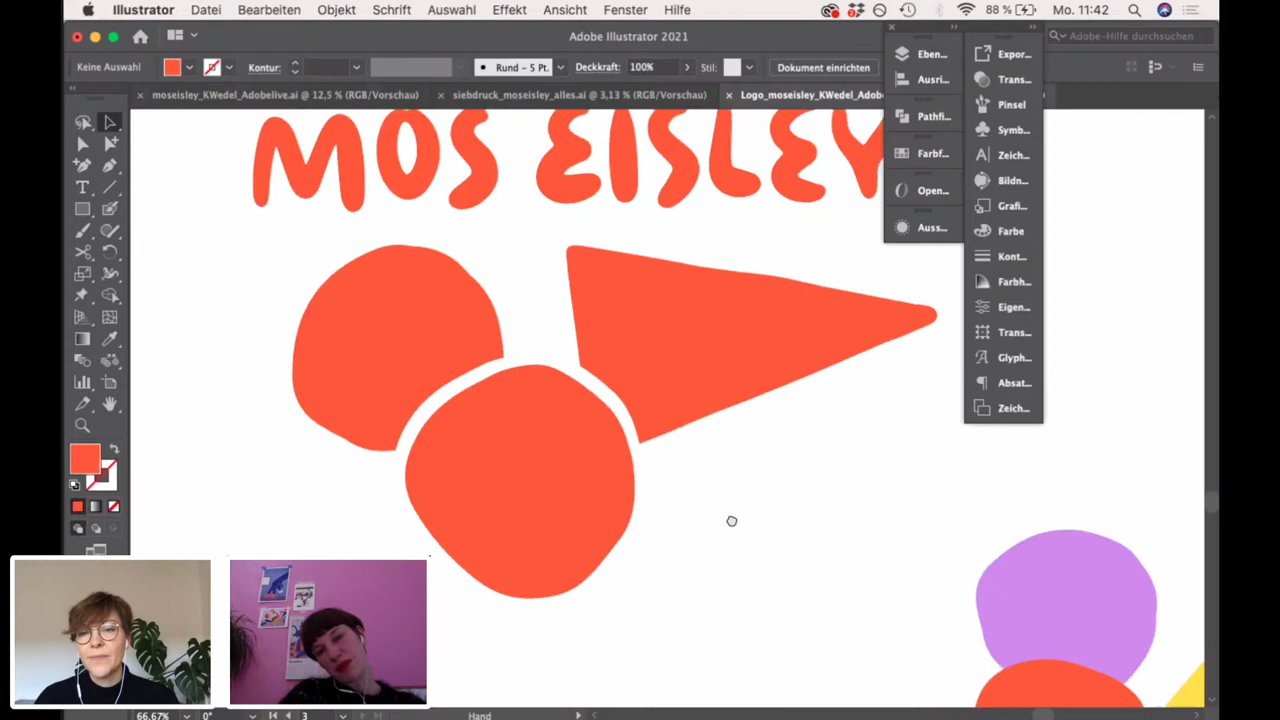 Illustrator Datei Bearbeiten Objekt Schrift Auswahl Effekt Ansicht Fenster Hilfe 88 % Mo. 11:42
Adobe Illustrator 2021
Adobe-Hilfe durchsuchen
Keine Auswahl Kontur: Rund - 5 Pt. Deckkraft: 100% Stil: Dokument einrichten
moseisley_KWedel_Adobelive.ai @ 12,5 % (RGB/Vorschau) siebdruck_moseisley_alles.ai @ 3,13 % (RGB/Vorschau) Logo_moseisley_KWedel_Adob
MOS EISLEY
Eben...
Ausri...
Pathfi...
Farbf...
Open...
Auss...
Expor...
Trans...
Pinsel
Symb...
Zeich...
Bildn...
Grafi...
Farbe
Kont...
Farbh...
Eigen...
Trans...
Glyph...
Absat...
Zeich...
66,67% 0° 3 Hand